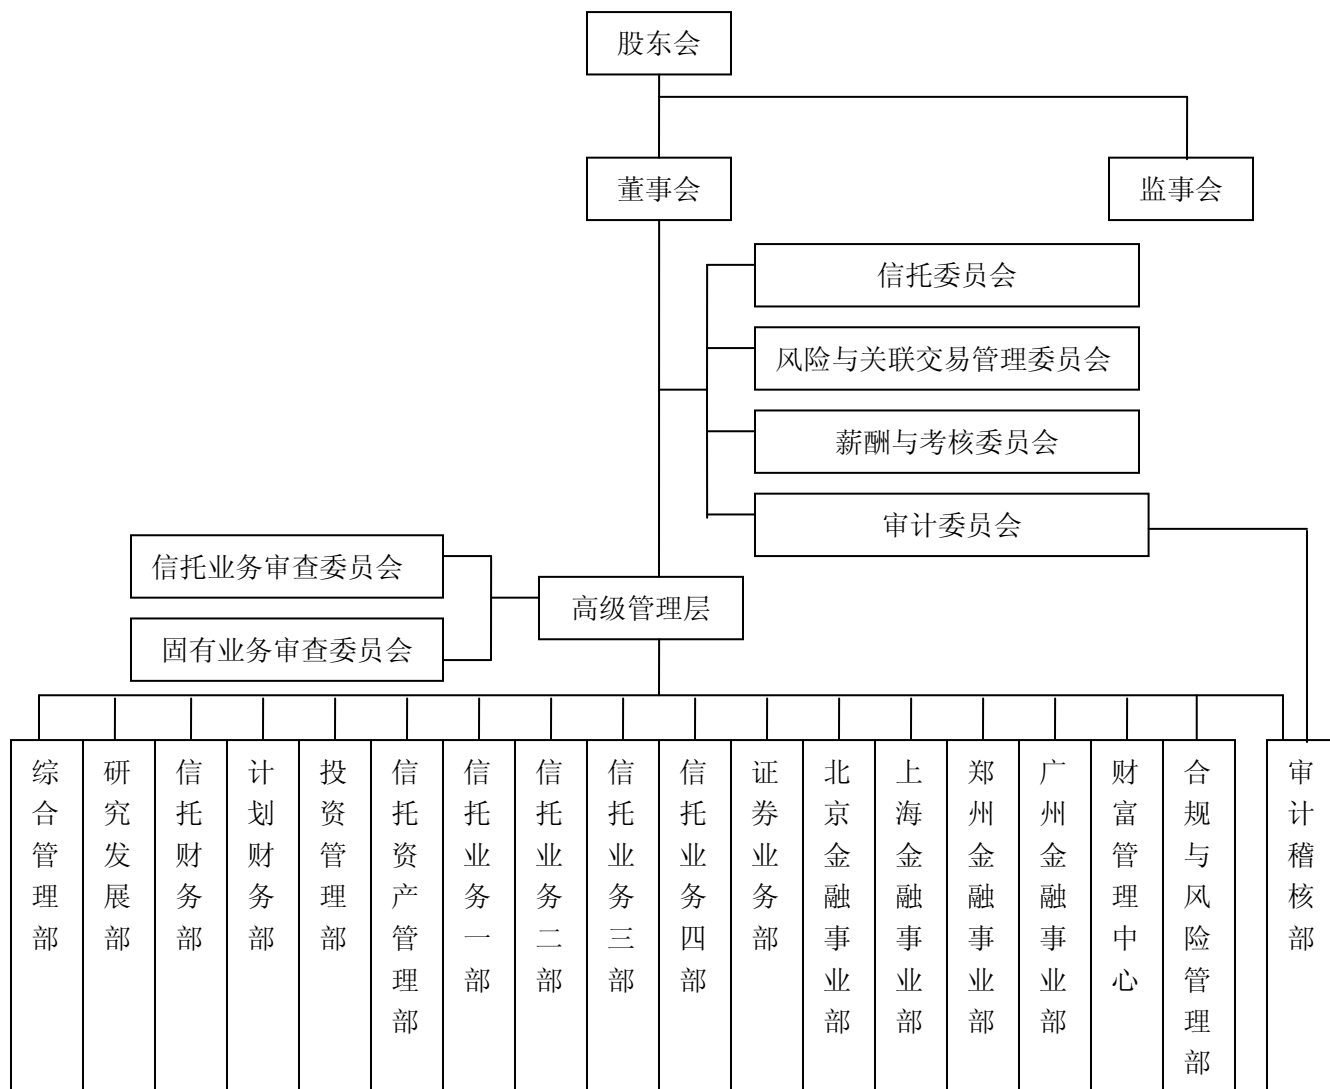 股东会
董事会
监事会
信托委员会
风险与关联交易管理委员会
薪酬与考核委员会
审计委员会
信托业务审查委员会
高级管理层
固有业务审查委员会
综合管理部
研究发展部
信托财务部
计划财务部
投资管理部
信托资产管理部
信托业务一部
信托业务二部
信托业务三部
信托业务四部
证券业务部
北京金融事业部
上海金融事业部
郑州金融事业部
广州金融事业部
财富管理中心
合规与风险管理部
审计稽核部